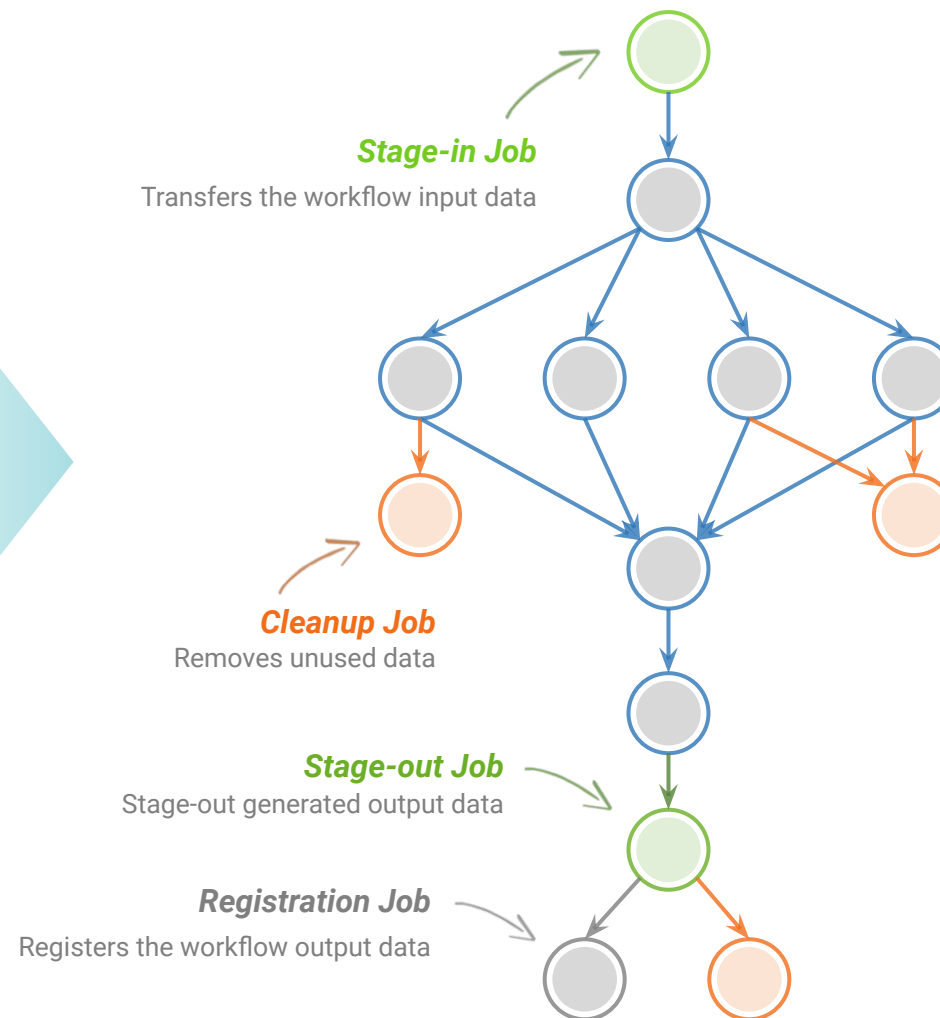 Stage-in Job
Transfers the workflow input data
Cleanup Job
Removes unused data
Stage-out Job
Stage-out generated output data
Registration Job
Registers the workflow output data